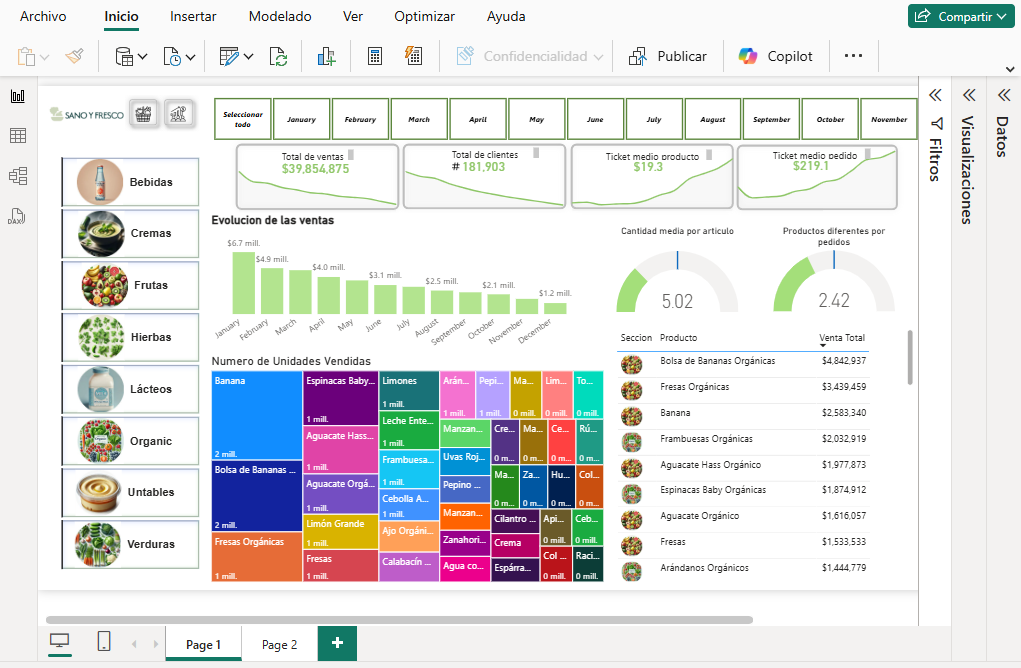 Archivo Inicio Insertar Modelado Ver Optimizar Ayuda
Compartir
Confidencialidad Publicar Copilot
SANO Y FRESCO
Seleccionar todo January February March April May June July August September October November
Total de ventas
$39,854,875
Total de clientes
# 181,903
Ticket medio producto
$19.3
Ticket medio pedido
$219.1
Bebidas
Cremas
Frutas
Hierbas
Lácteos
Organic
Untables
Verduras
Evolucion de las ventas
$6.7 mill.
$4.9 mill.
$4.0 mill.
$3.1 mill.
$2.5 mill.
$2.1 mill.
$1.2 mill.
January February March April May June July August September October November December
Cantidad media por articulo
5.02
Productos diferentes por
pedidos
2.42
Numero de Unidades Vendidas
Banana
2 mill.
Bolsa de Bananas ...
2 mill.
Fresas Orgánicas
1 mill.
Espinacas Baby...
1 mill.
Aguacate Hass...
1 mill.
Aguacate Orgá...
1 mill.
Limón Grande
1 mill.
Fresas
1 mill.
Limones
1 mill.
Leche Ente...
1 mill.
Frambuesa...
1 mill.
Cebolla A...
1 mill.
Ajo Orgáni...
Calabacín ...
Arán...
1 mill.
Pepi...
1 mill.
Ma...
0 mill.
Lim...
0 mill.
To...
0 mill.
Manzan...
Uvas Roj...
Pepino ...
Manzan...
Zanahori...
Agua co...
Cre...
0 m...
Ma...
0 m...
Ce...
0 m...
Rú...
0 m...
Ma...
0 m...
Za...
0 m...
Hu...
0 m...
Col...
0 m...
Cilantro ...
Crema
Espárra...
Api...
0 mill.
Ceb...
0 mill.
Col ...
0 mill.
Raci...
0 mill.
Seccion Producto Venta Total
Bolsa de Bananas Orgánicas $4,842,937
Fresas Orgánicas $3,439,459
Banana $2,583,340
Frambuesas Orgánicas $2,032,919
Aguacate Hass Orgánico $1,977,873
Espinacas Baby Orgánicas $1,874,912
Aguacate Orgánico $1,616,057
Fresas $1,533,533
Arándanos Orgánicos $1,444,779
Filtros
Visualizaciones
Datos
Page 1 Page 2